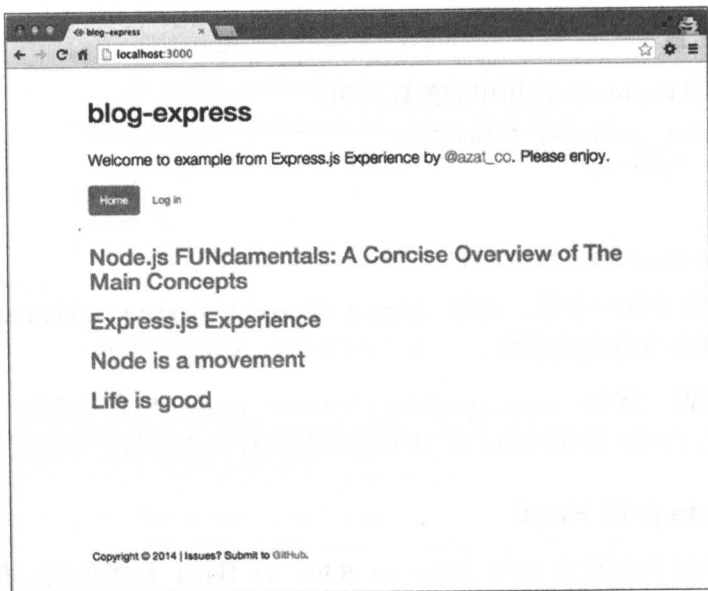 blog-express
localhost:3000
blog-express
Welcome to example from Express.js Experience by @azat_co. Please enjoy.
Home Log in
Node.js FUNdamentals: A Concise Overview of The
Main Concepts
Express.js Experience
Node is a movement
Life is good
Copyright © 2014 | Issues? Submit to GitHub.